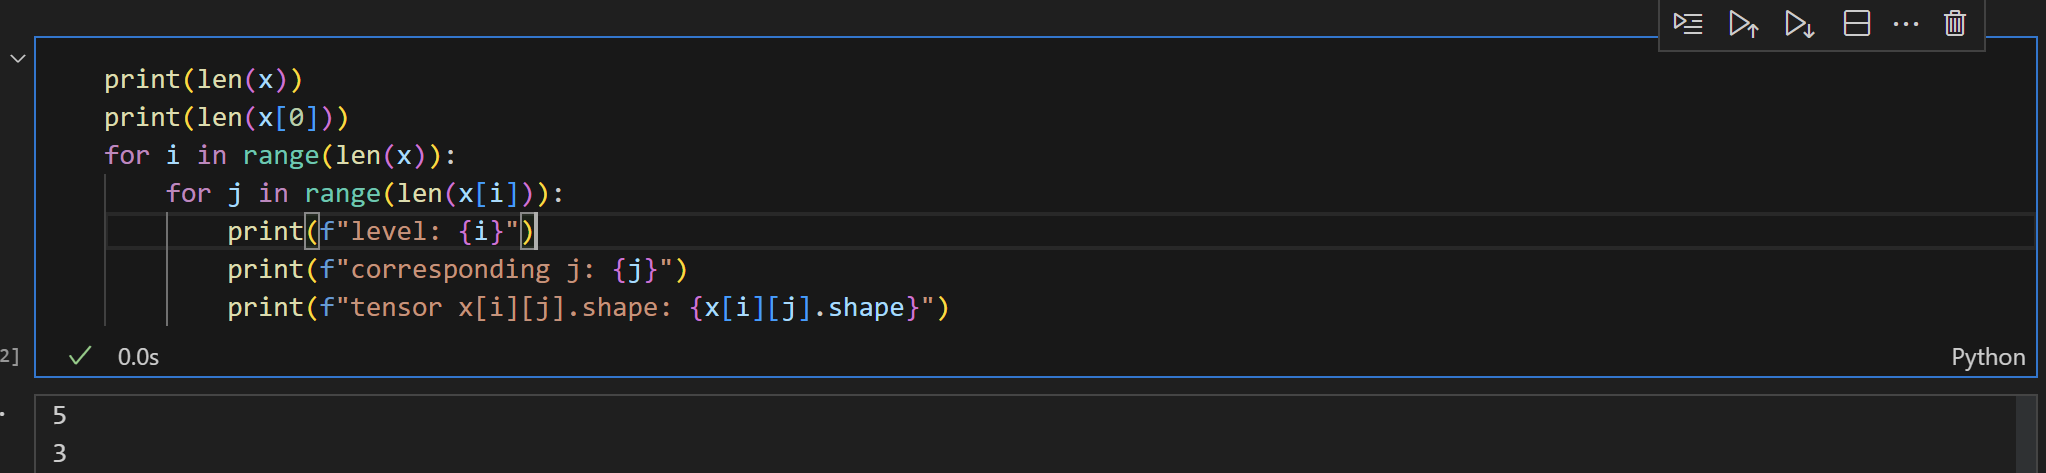 print(len(x))
print(len(x[0]))
for i in range(len(x)):
    for j in range(len(x[i])):
        print(f"level: {i}")
        print(f"corresponding j: {j}")
        print(f"tensor x[i][j].shape: {x[i][j].shape}")
2] 0.0s Python
5
3